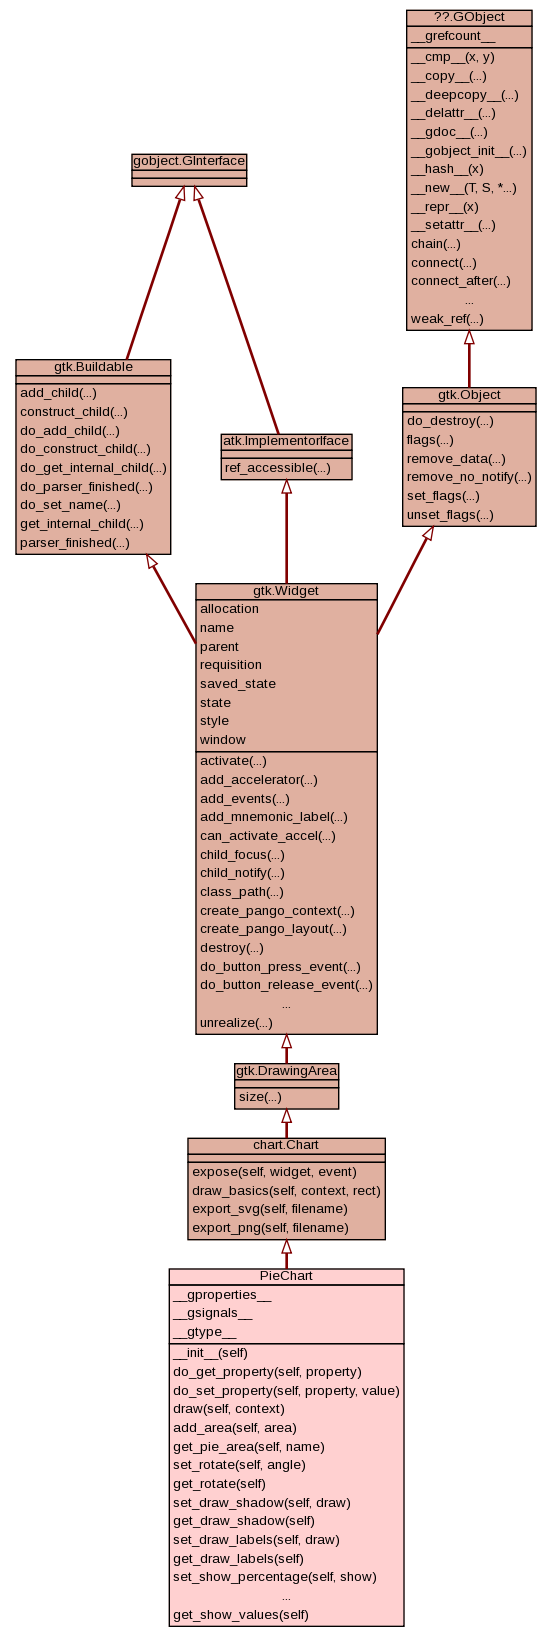 ??.GObject
__grefcount__
__cmp__(x, y)
__copy__(...)
__deepcopy__(...)
__delattr__(...)
__gdoc__(...)
__gobject_init__(...)
__hash__(x)
__new__(T, S, *...)
__repr__(x)
__setattr__(...)
chain(...)
connect(...)
connect_after(...)
...
weak_ref(...)
gobject.GInterface
gtk.Buildable
add_child(...)
construct_child(...)
do_add_child(...)
do_construct_child(...)
do_get_internal_child(...)
do_parser_finished(...)
do_set_name(...)
get_internal_child(...)
parser_finished(...)
atk.ImplementorIface
ref_accessible(...)
gtk.Object
do_destroy(...)
flags(...)
remove_data(...)
remove_no_notify(...)
set_flags(...)
unset_flags(...)
gtk.Widget
allocation
name
parent
requisition
saved_state
state
style
window
activate(...)
add_accelerator(...)
add_events(...)
add_mnemonic_label(...)
can_activate_accel(...)
child_focus(...)
child_notify(...)
class_path(...)
create_pango_context(...)
create_pango_layout(...)
destroy(...)
do_button_press_event(...)
do_button_release_event(...)
...
unrealize(...)
gtk.DrawingArea
size(...)
chart.Chart
expose(self, widget, event)
draw_basics(self, context, rect)
export_svg(self, filename)
export_png(self, filename)
PieChart
__gproperties__
__gsignals__
__gtype__
__init__(self)
do_get_property(self, property)
do_set_property(self, property, value)
draw(self, context)
add_area(self, area)
get_pie_area(self, name)
set_rotate(self, angle)
get_rotate(self)
set_draw_shadow(self, draw)
get_draw_shadow(self)
set_draw_labels(self, draw)
get_draw_labels(self)
set_show_percentage(self, show)
...
get_show_values(self)